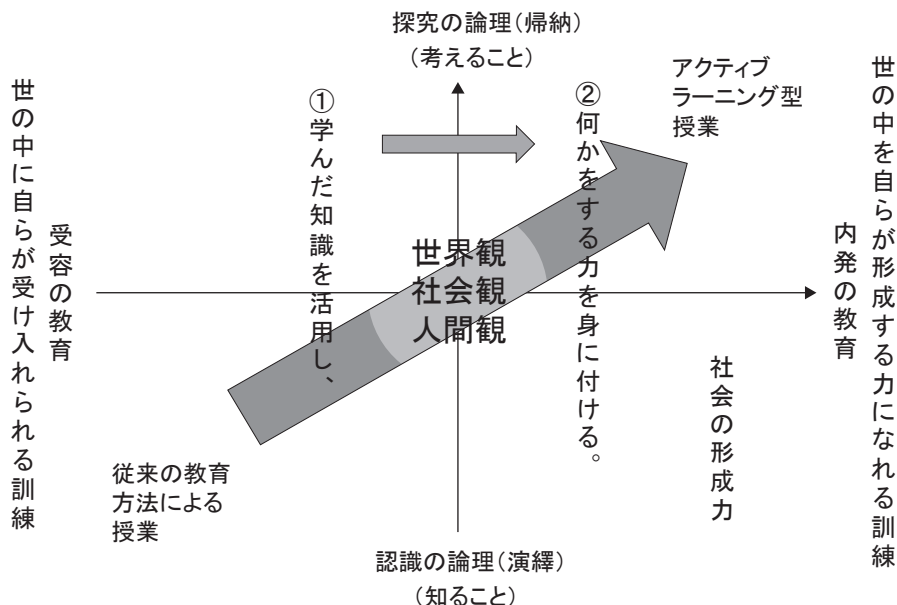 探究の論理（帰納）
（考えること）
アクティブ
ラーニング型
授業
世の中に自らが受け入れられる訓練
受容の教育
①学んだ知識を活用し、
②何かをする力を身に付ける。
世界観
社会観
人間観
内発の教育
世の中を自らが形成する力になれる訓練
社会の形成力
従来の教育
方法による
授業
認識の論理（演繹）
（知ること）